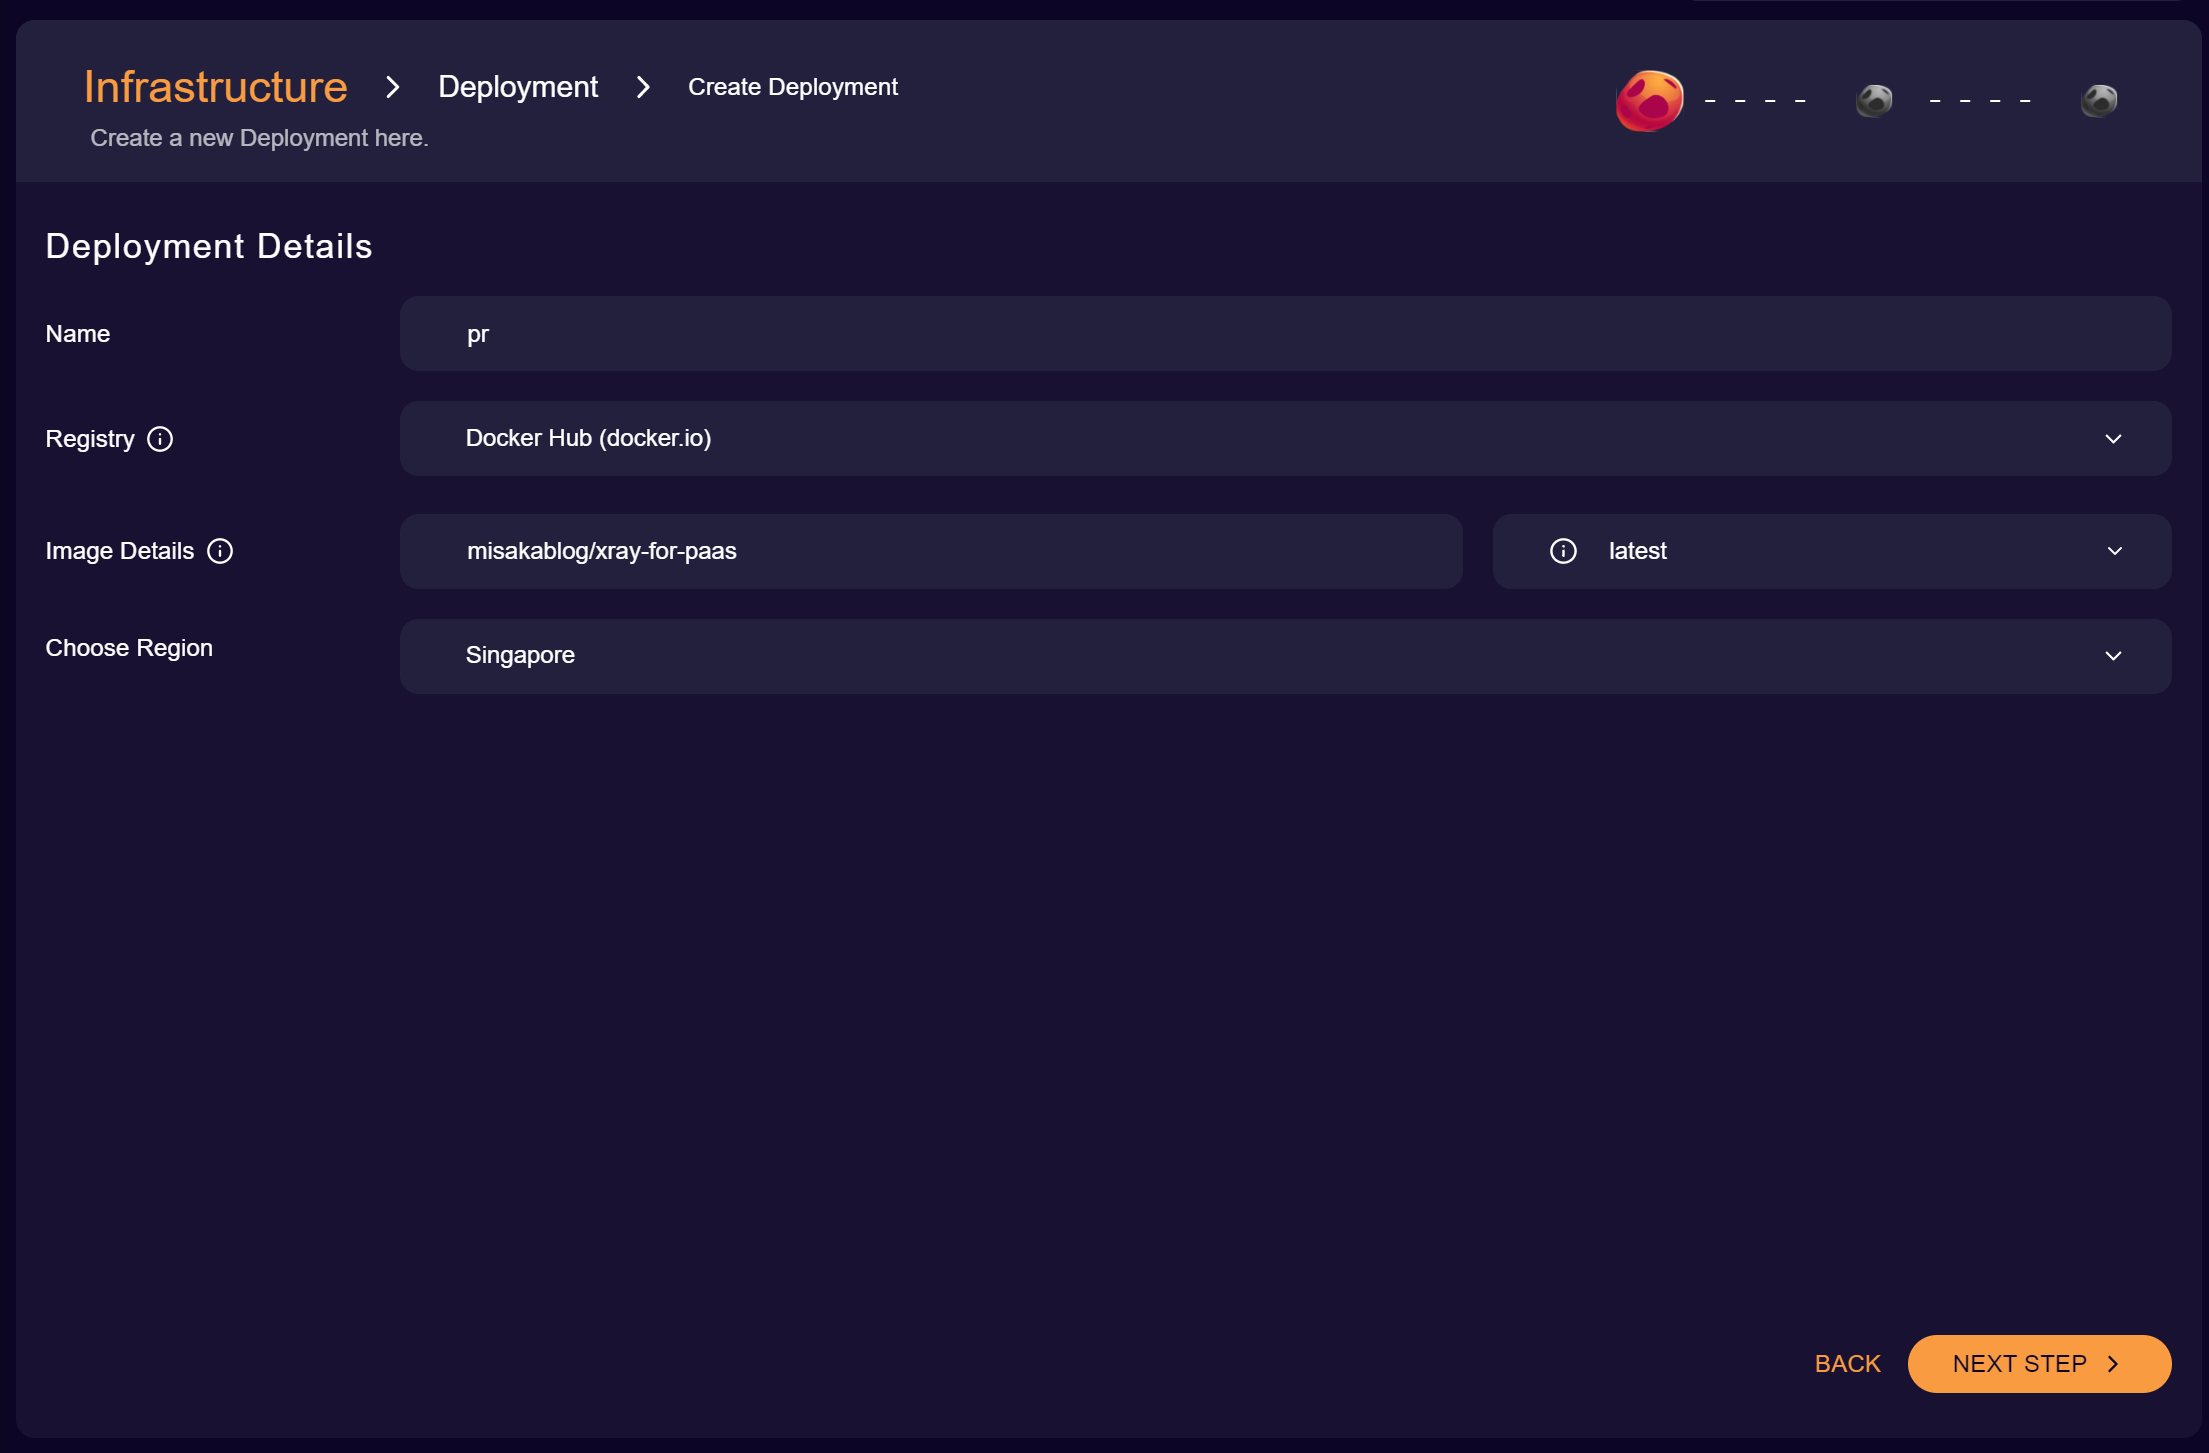 Infrastructure > Deployment > Create Deployment
Create a new Deployment here.
Deployment Details
Name pr
Registry Docker Hub (docker.io)
Image Details misakablog/xray-for-paas latest
Choose Region Singapore
BACK NEXT STEP